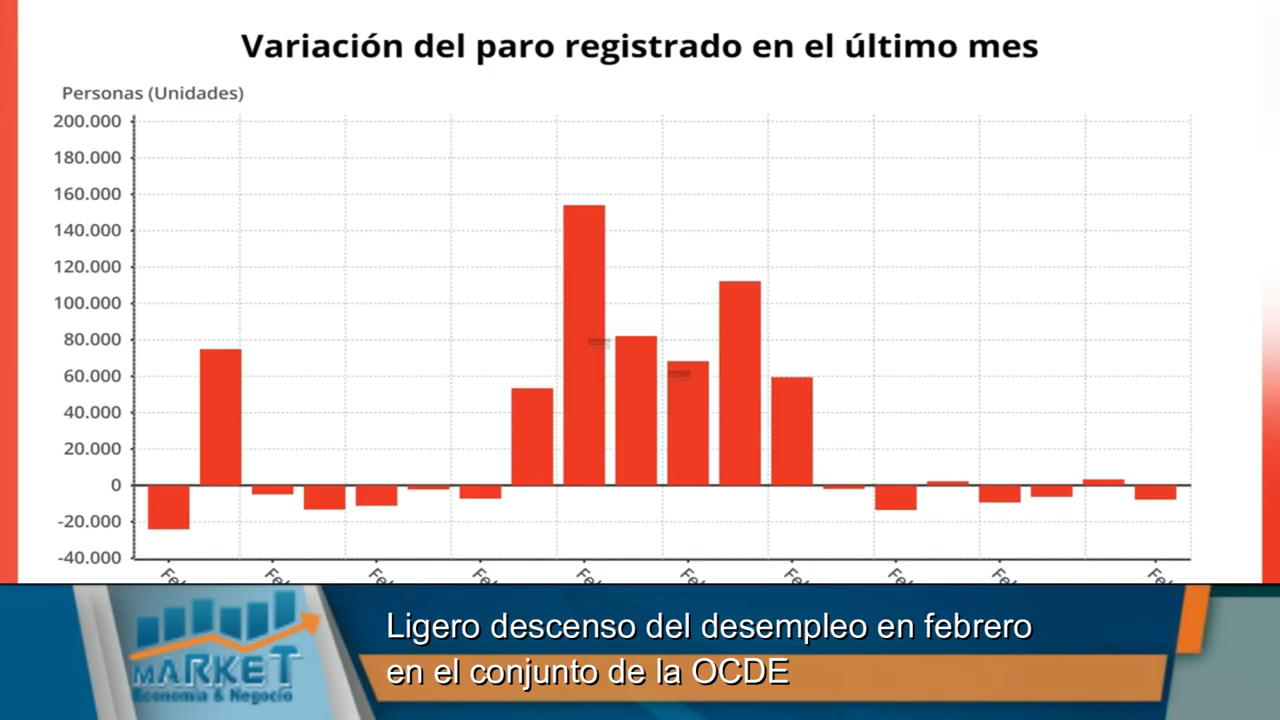 Variación del paro registrado en el último mes
Personas (Unidades)
200.000
180.000
160.000
140.000
120.000
100.000
80.000
60.000
40.000
20.000
0
-20.000
-40.000
Ligero descenso del desempleo en febrero
en el conjunto de la OCDE
MARKET
Economia & Negocio